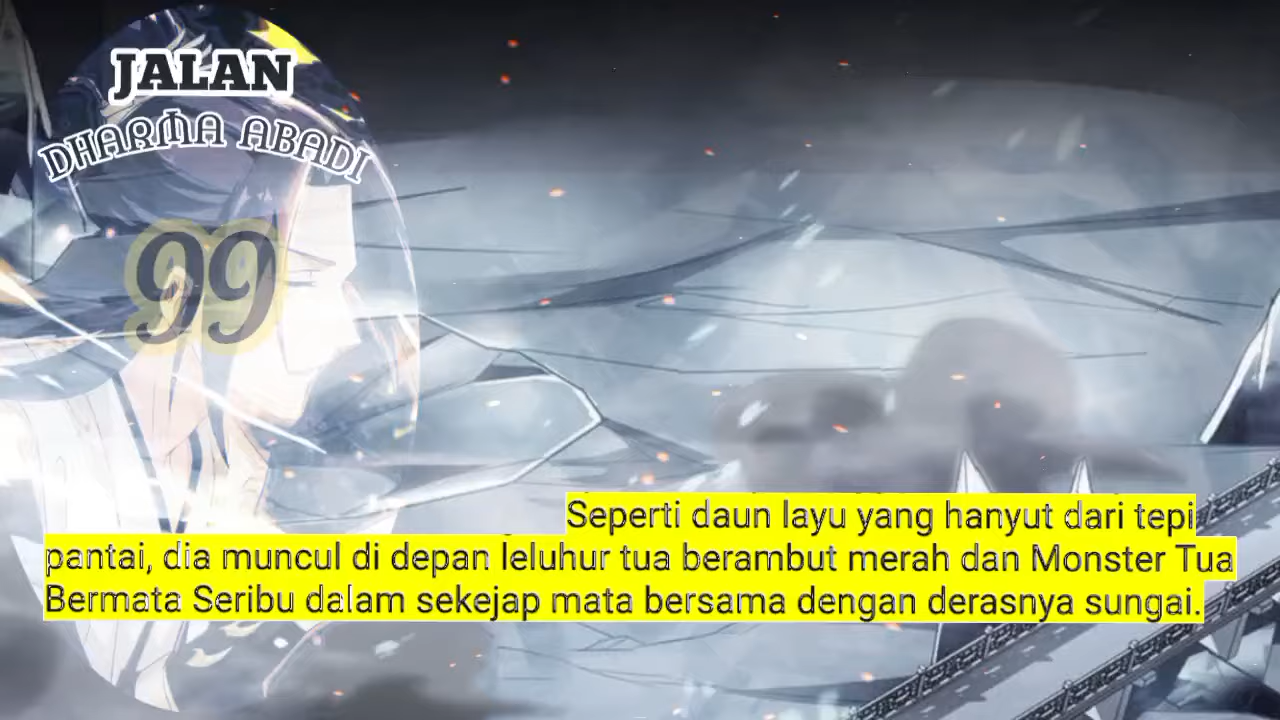 JALAN
DHARMA ABADI
99
Seperti daun layu yang hanyut dari tepi
pantai, dia muncul di depan leluhur tua berambut merah dan Monster Tua
Bermata Seribu dalam sekejap mata bersama dengan derasnya sungai.